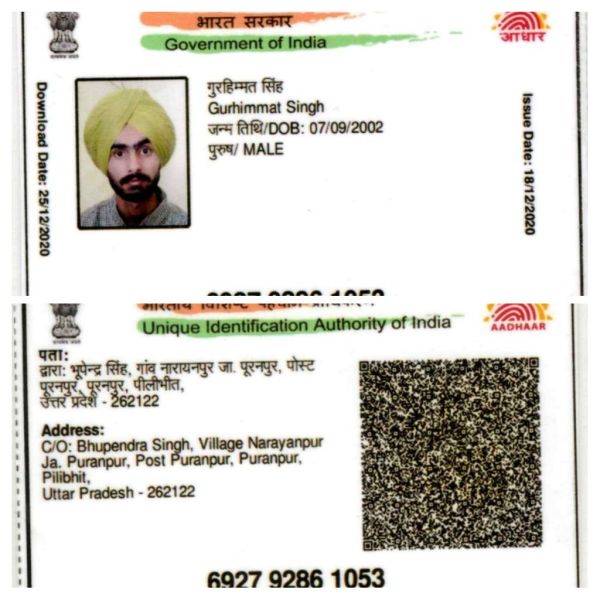 भारत सरकार
Government of India
आधार
Download Date: 25/12/2020
गुरहिम्मत सिंह
Gurhimmat Singh
जन्म तिथि/DOB: 07/09/2002
पुरुष/ MALE
Issue Date: 18/12/2020
6927 9286 1053
भारतीय विशिष्ट पहचान प्राधिकरण
Unique Identification Authority of India
AADHAAR
पता:
द्वारा: भूपेन्द्र सिंह, गांव नारायनपुर जा. पूरनपुर, पोस्ट
पूरनपुर, पूरनपुर, पीलीभीत,
उत्तर प्रदेश - 262122
Address:
C/O: Bhupendra Singh, Village Narayanpur
Ja. Puranpur, Post Puranpur, Puranpur,
Pilibhit,
Uttar Pradesh - 262122
6927 9286 1053